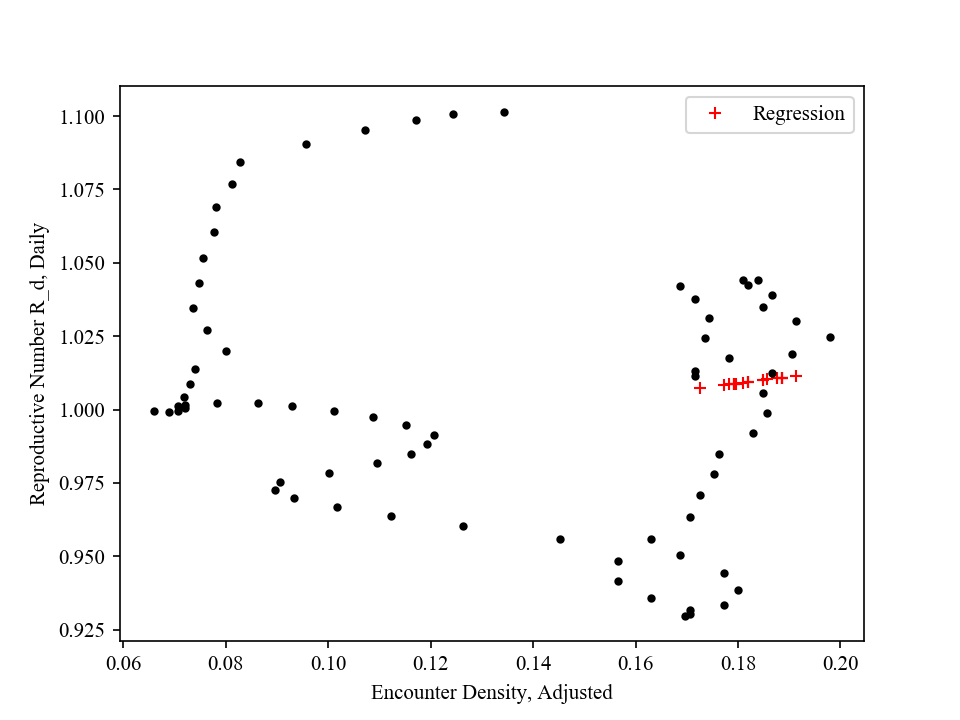 Regression
1.100
1.075
1.050
1.025
1.000
0.975
0.950
0.925
Reproductive Number R_d, Daily
0.06 0.08 0.10 0.12 0.14 0.16 0.18 0.20
Encounter Density, Adjusted